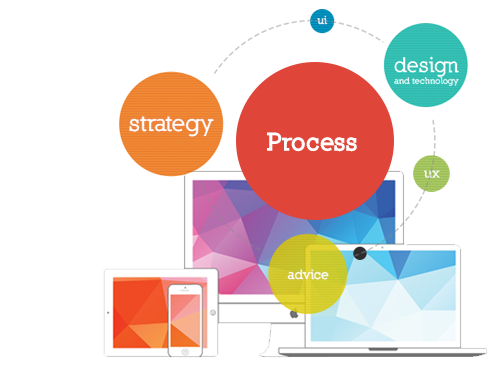 ui
design
and technology
strategy
Process
ux
advice